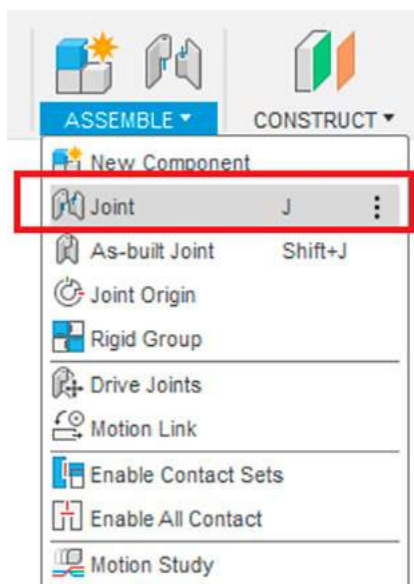 ASSEMBLE ▼ CONSTRUCT ▼
New Component
Joint J
As-built Joint Shift+J
Joint Origin
Rigid Group
Drive Joints
Motion Link
Enable Contact Sets
Enable All Contact
Motion Study